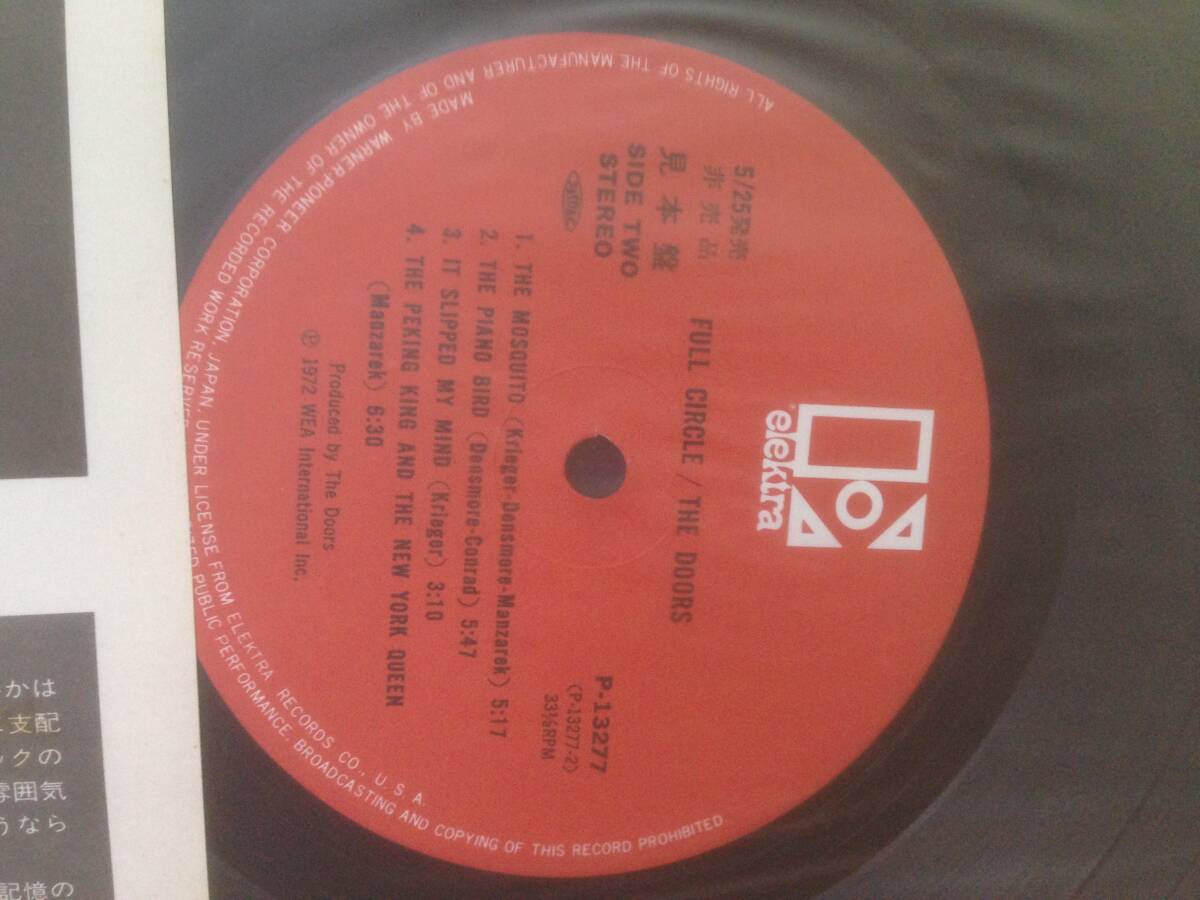 elektra
5/25発売
非売品
見本盤
SIDE TWO
STEREO
FULL CIRCLE / THE DOORS
P-13277
(P-13277-2)
33⅓RPM
1. THE MOSQUITO (Krieger-Densmore-Manzarek) 5:17
2. THE PIANO BIRD (Densmore-Conrad) 5:47
3. IT SLIPPED MY MIND (Krieger) 3:10
4. THE PEKING KING AND THE NEW YORK QUEEN
(Manzarek) 6:30
Produced by The Doors
℗ 1972 WEA International Inc.
MADE BY WARNER-PIONEER CORPORATION, JAPAN, UNDER LICENSE FROM ELEKTRA RECORDS CO., U.S.A.
ALL RIGHTS OF THE MANUFACTURER AND OF THE OWNER OF THE RECORDED WORK PUBLIC PERFORMANCE, BROADCASTING AND COPYING OF THIS RECORD PROHIBITED
かは
支配
ックの
雰囲気
うなら
記憶の